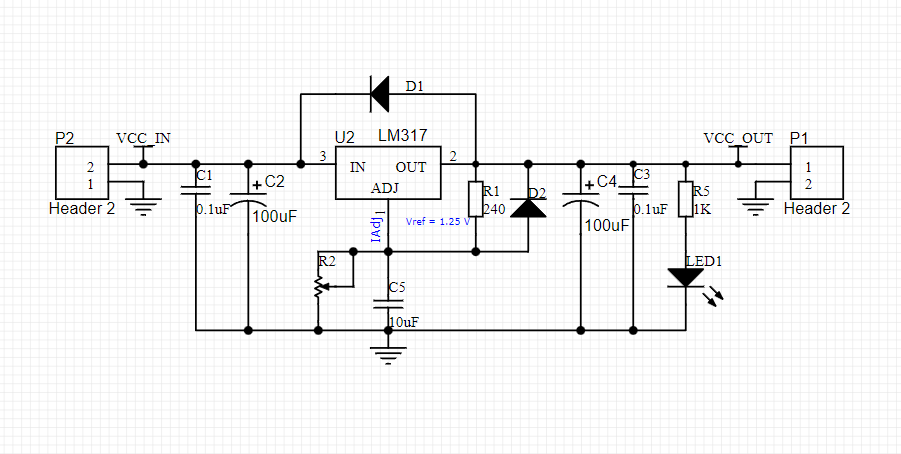 D1
P2
VCC_IN
U2
LM317
VCC_OUT
P1
2
1
3
IN
OUT
2
1
2
ADJ
C1
0.1uF
+
C2
100uF
R1
240
D2
+
C4
100uF
C3
0.1uF
R5
1K
Header 2
Header 2
IAdj
1
Vref = 1.25 V
R2
C5
10uF
LED1